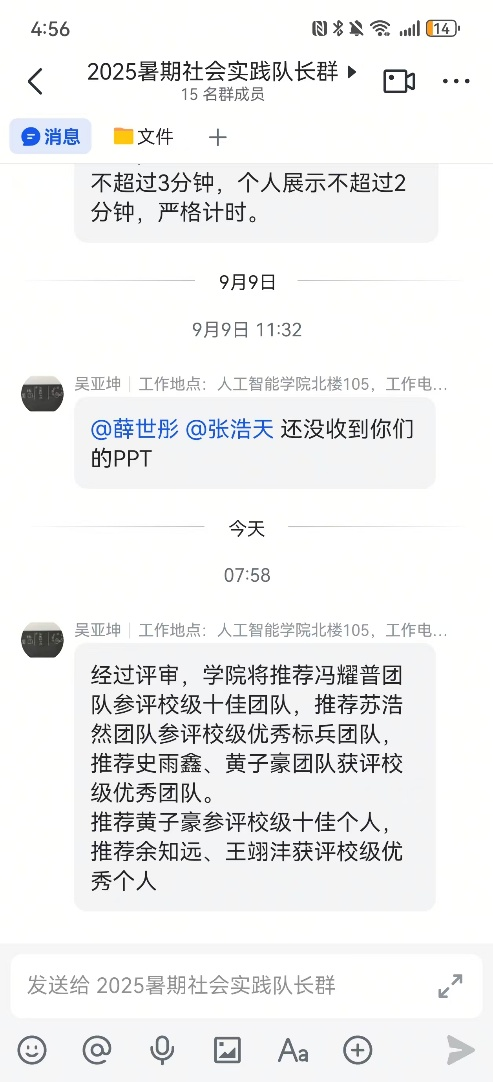 4:56
14
2025暑期社会实践队长群
15 名群成员
消息
文件
不超过3分钟，个人展示不超过2
分钟，严格计时。
9月9日
9月9日 11:32
吴亚坤 | 工作地点：人工智能学院北楼105，工作电...
@薛世彤 @张浩天 还没收到你们
的PPT
今天
07:58
吴亚坤 | 工作地点：人工智能学院北楼105，工作电...
经过评审，学院将推荐冯耀普团
队参评校级十佳团队，推荐苏浩
然团队参评校级优秀标兵团队，
推荐史雨鑫、黄子豪团队获评校
级优秀团队。
推荐黄子豪参评校级十佳个人，
推荐余知远、王翊沣获评校级优
秀个人
发送给 2025暑期社会实践队长群
Aa